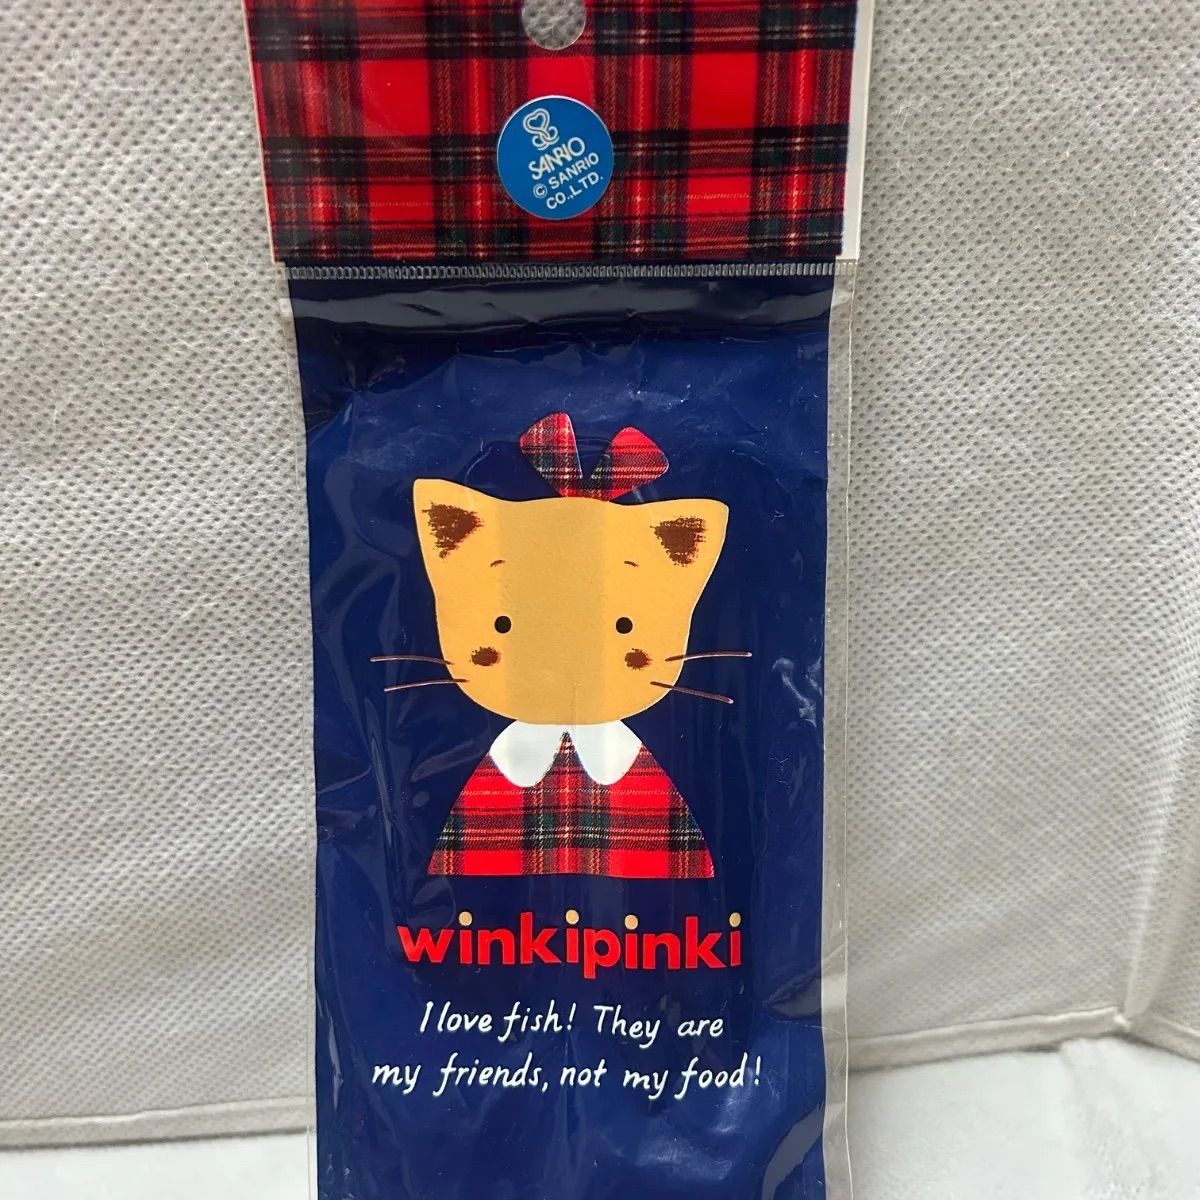 SANRIO
© SANRIO
CO.,LTD.
winkipinki
I love fish! They are
my friends, not my food!